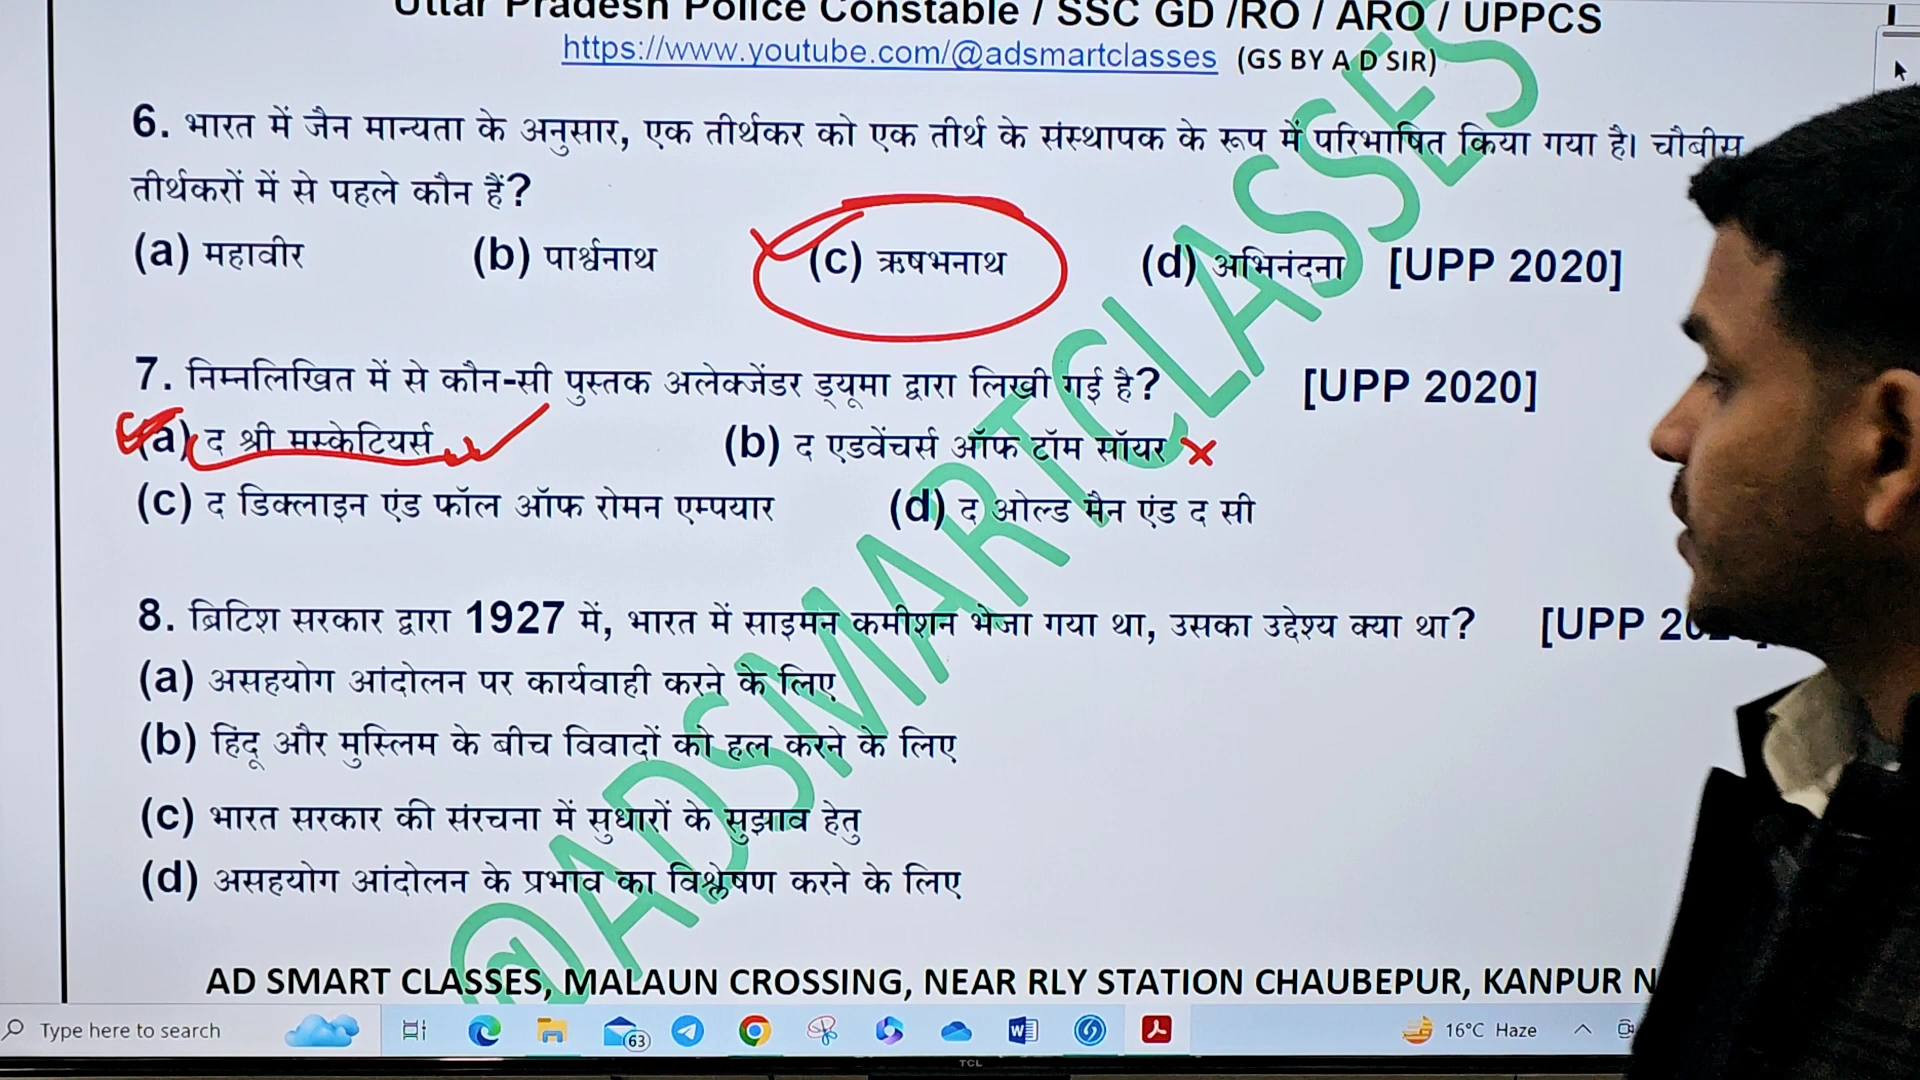 Uttar Pradesh Police Constable / SSC GD /RO / ARO / UPPCS
https://www.youtube.com/@adsmartclasses (GS BY A D SIR)
6. भारत में जैन मान्यता के अनुसार, एक तीर्थकर को एक तीर्थ के संस्थापक के रूप में परिभाषित किया गया है। चौबीस
तीर्थकरों में से पहले कौन हैं?
(a) महावीर (b) पार्श्वनाथ (c) ऋषभनाथ (d) अभिनंदना [UPP 2020]
7. निम्नलिखित में से कौन-सी पुस्तक अलेक्जेंडर ड्यूमा द्वारा लिखी गई है? [UPP 2020]
(a) द श्री मस्केटियर्स (b) द एडवेंचर्स ऑफ टॉम सॉयर
(c) द डिक्लाइन एंड फॉल ऑफ रोमन एम्पयार (d) द ओल्ड मैन एंड द सी
8. ब्रिटिश सरकार द्वारा 1927 में, भारत में साइमन कमीशन भेजा गया था, उसका उद्देश्य क्या था? [UPP
(a) असहयोग आंदोलन पर कार्यवाही करने के लिए
(b) हिंदू और मुस्लिम के बीच विवादों को हल करने के लिए
(c) भारत सरकार की संरचना में सुधारों के सुझाव हेतु
(d) असहयोग आंदोलन के प्रभाव का विश्लेषण करने के लिए
@ADSMARTCLASSES
AD SMART CLASSES, MALAUN CROSSING, NEAR RLY STATION CHAUBEPUR, KANPUR N
Type here to search 63 16°C Haze
TCL